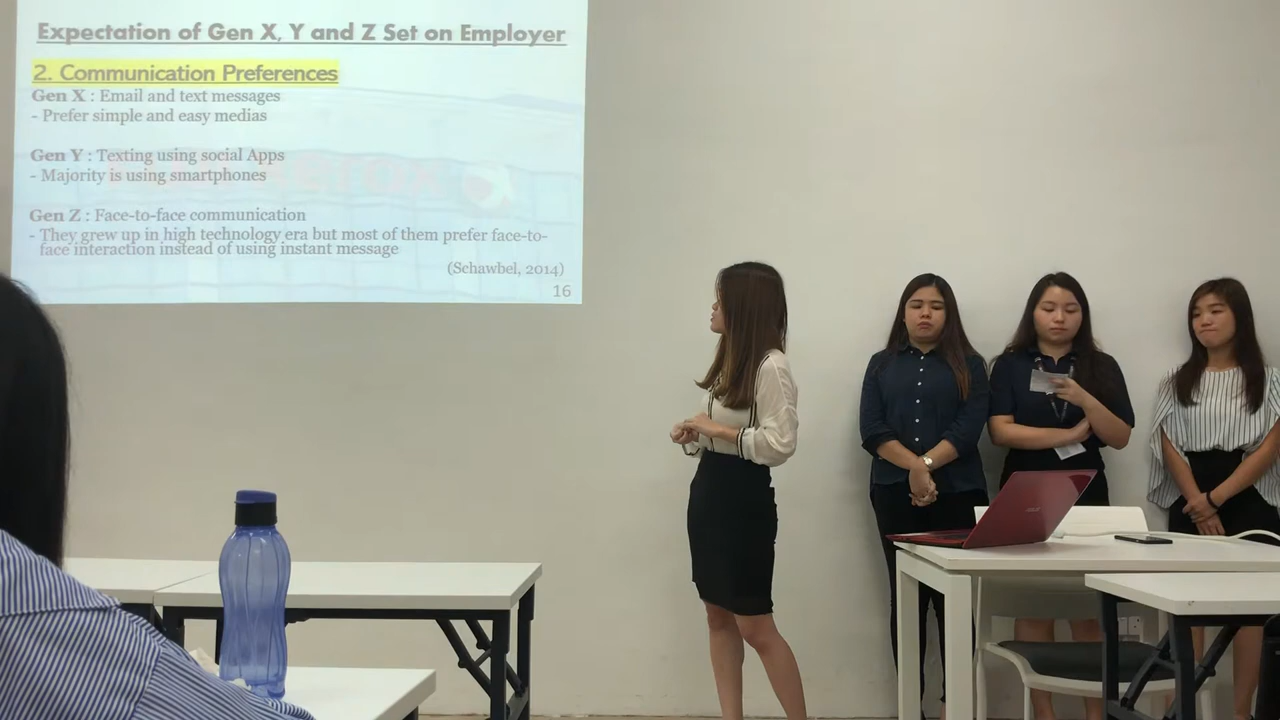 Expectation of Gen X, Y and Z Set on Employer
2. Communication Preferences
Gen X : Email and text messages
- Prefer simple and easy medias
Gen Y : Texting using social Apps
- Majority is using smartphones
Gen Z : Face-to-face communication
- They grew up in high technology era but most of them prefer face-to-
face interaction instead of using instant message
(Schawbel, 2014)
16